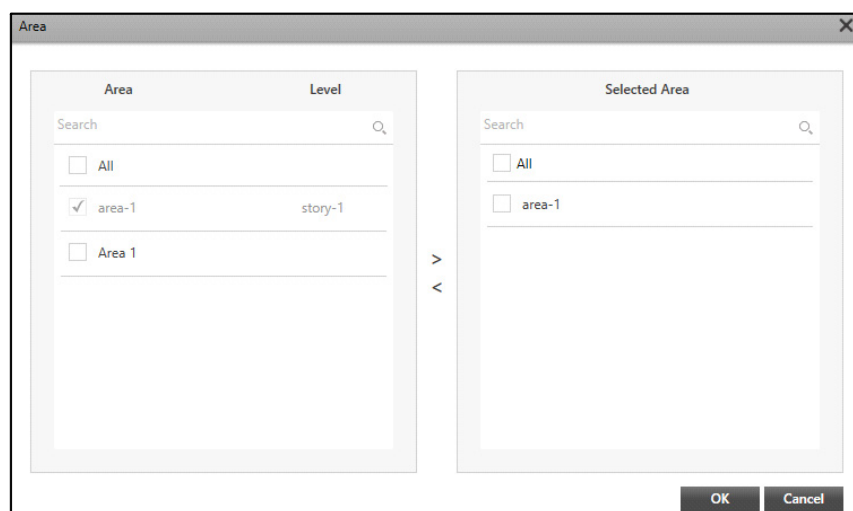 Area
Area Level
Search
All
area-1 story-1
Area 1
>
<
Selected Area
Search
All
area-1
OK Cancel